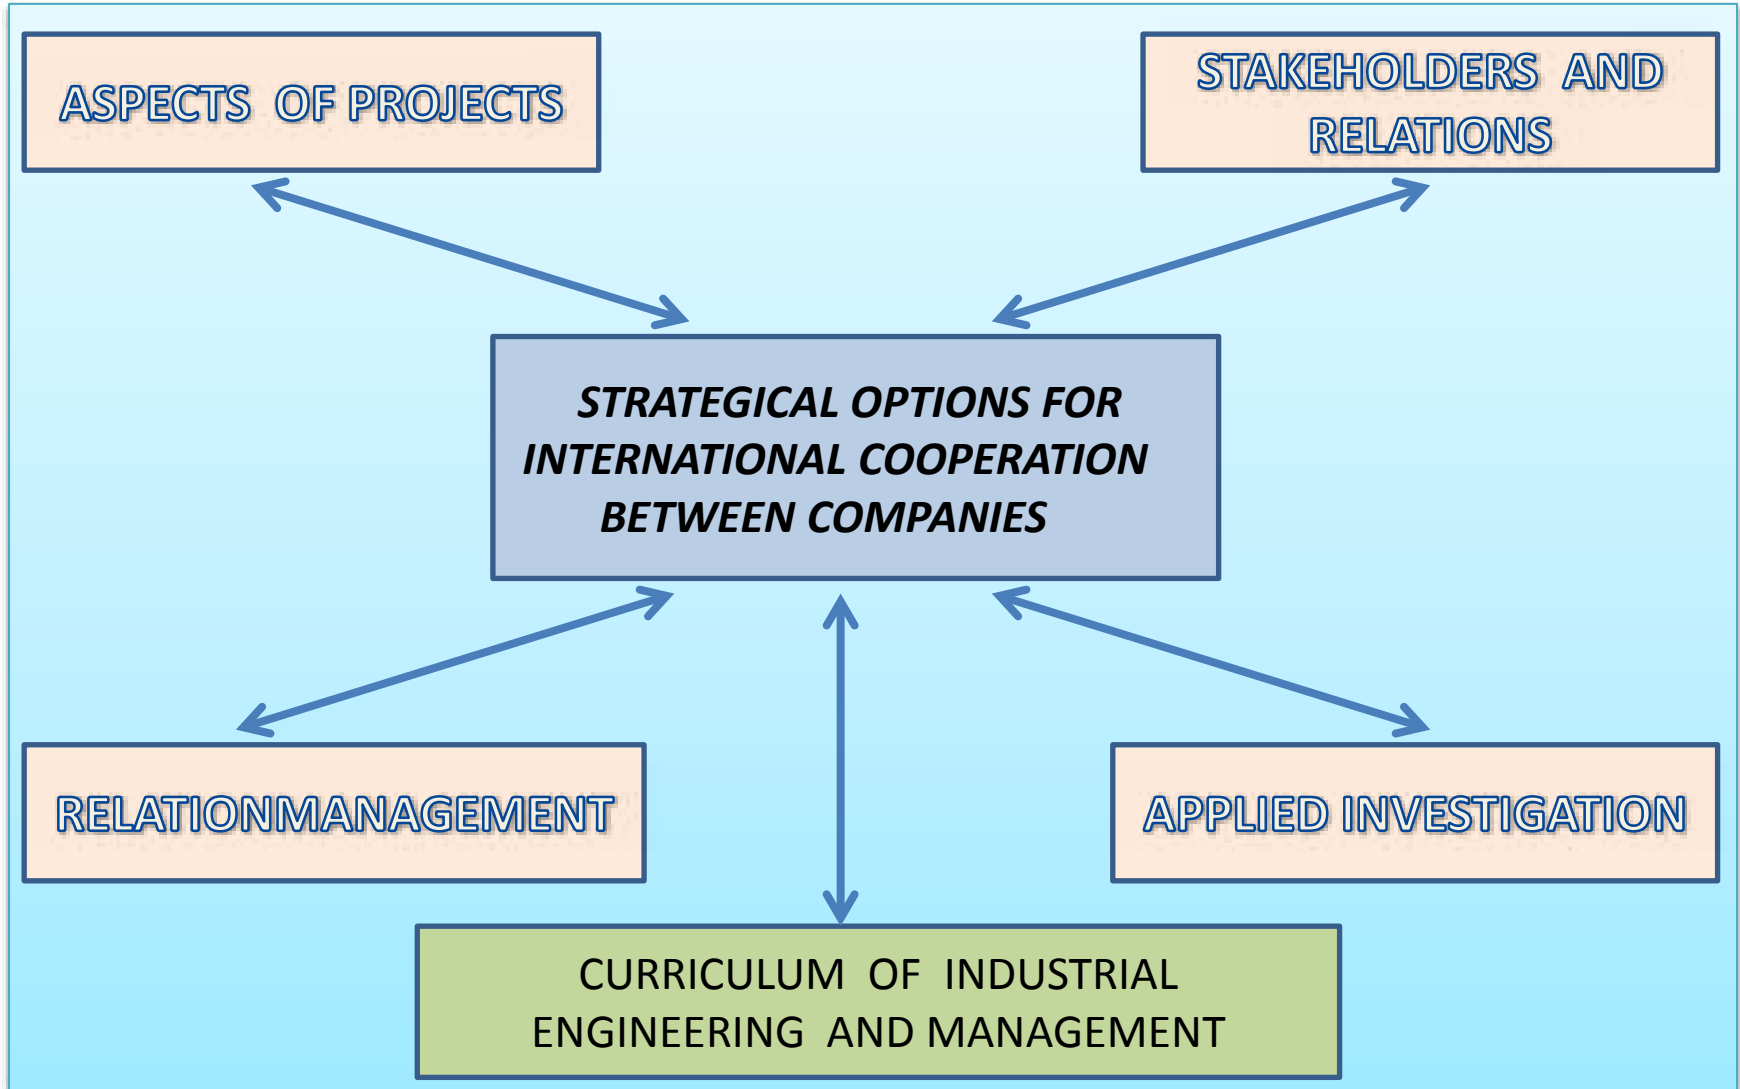 ASPECTS OF PROJECTS
STAKEHOLDERS AND
RELATIONS
STRATEGICAL OPTIONS FOR
INTERNATIONAL COOPERATION
BETWEEN COMPANIES
RELATIONMANAGEMENT
APPLIED INVESTIGATION
CURRICULUM OF INDUSTRIAL
ENGINEERING AND MANAGEMENT